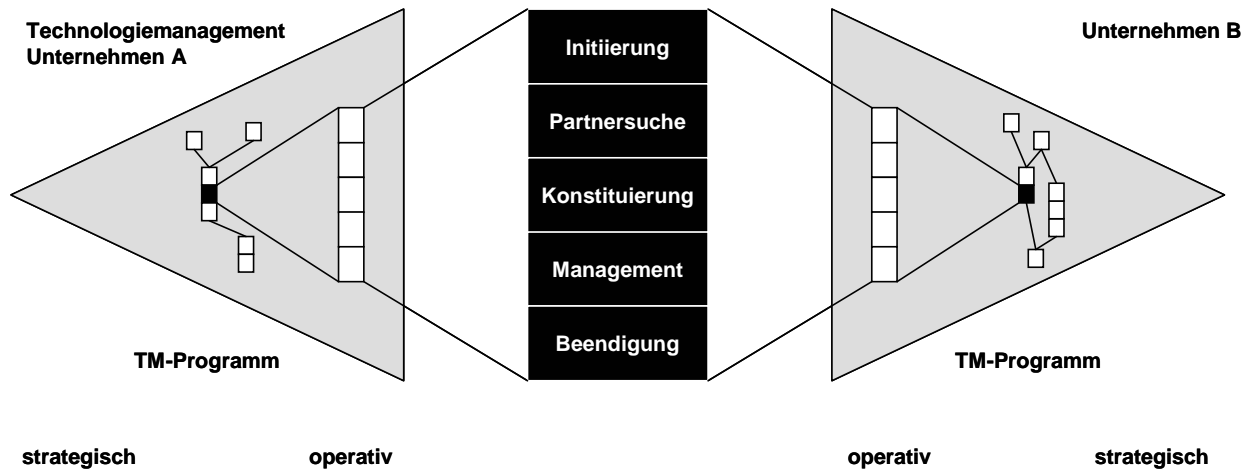 Technologiemanagement
Unternehmen A
Unternehmen B
Initiierung
Partnersuche
Konstituierung
Management
Beendigung
TM-Programm
TM-Programm
strategisch
operativ
operativ
strategisch